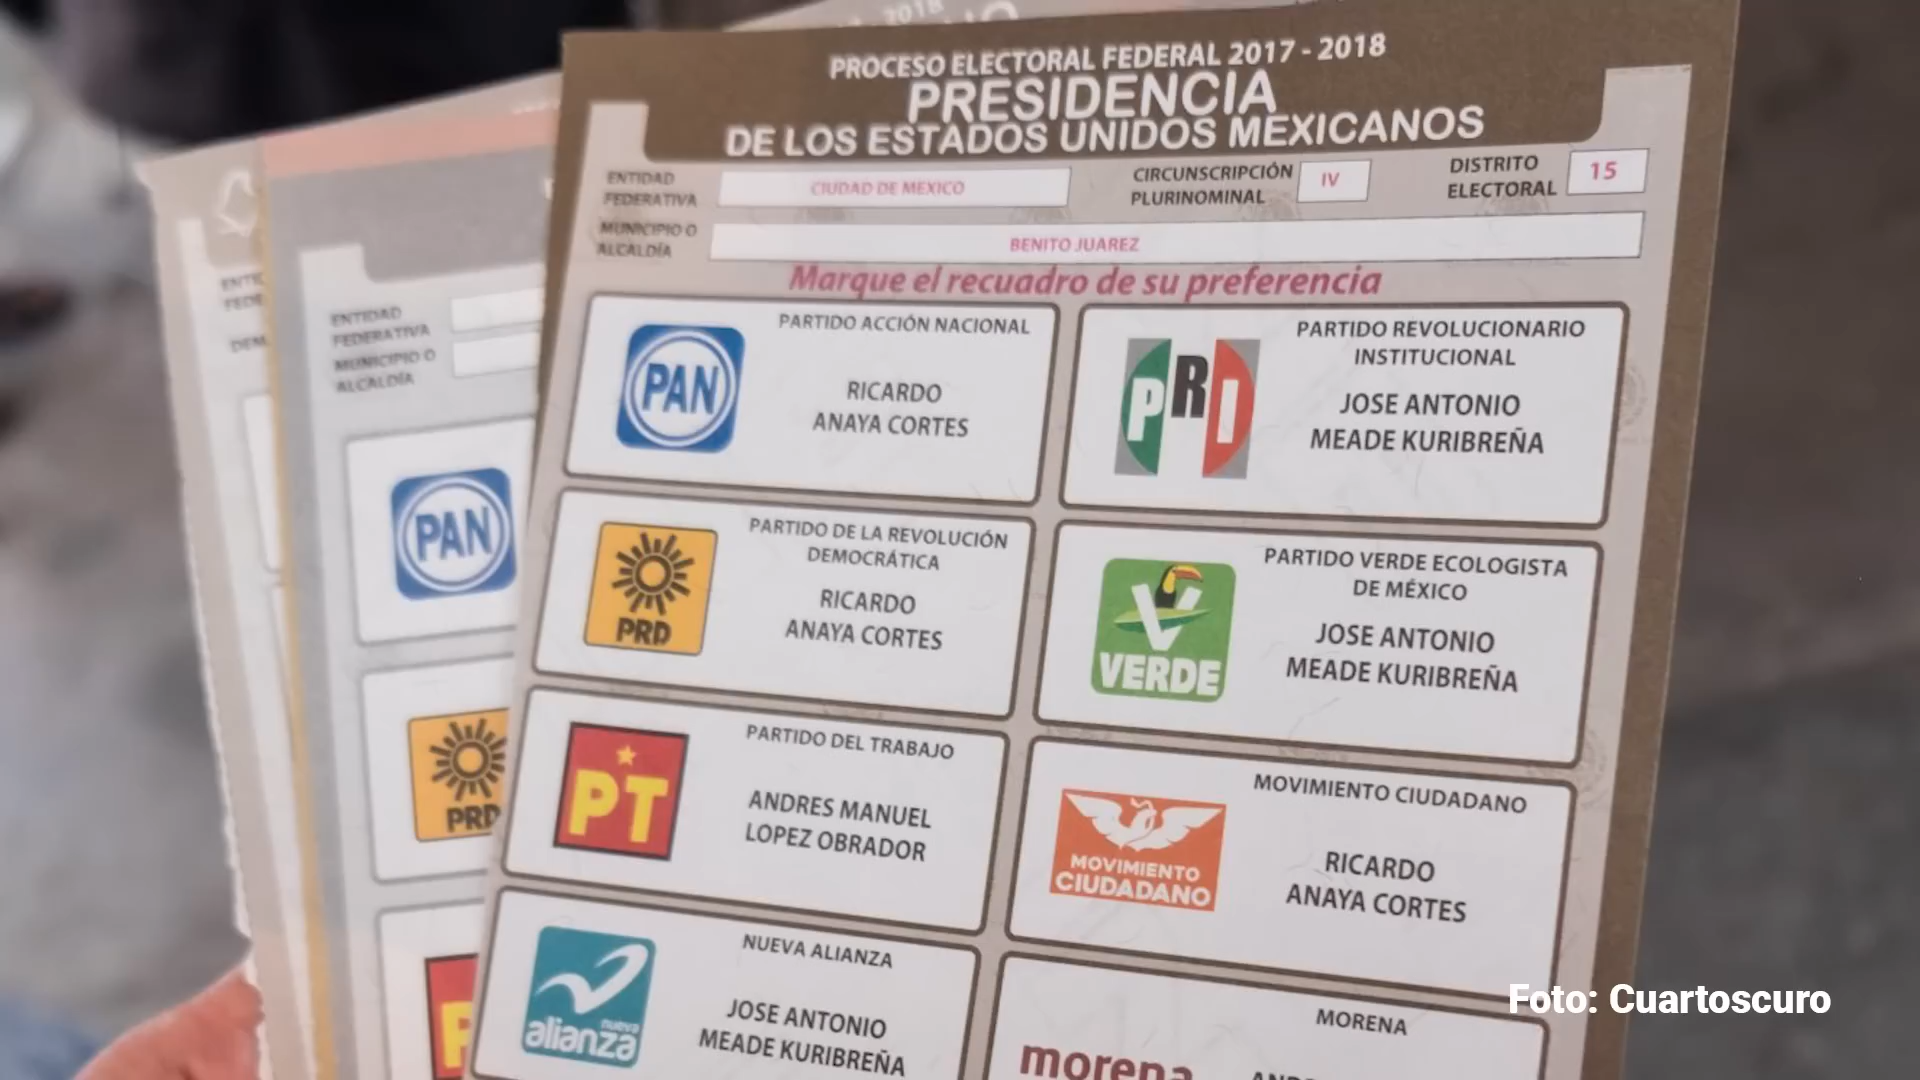 2018
PROCESO ELECTORAL FEDERAL 2017 - 2018
PRESIDENCIA
DE LOS ESTADOS UNIDOS MEXICANOS
ENTIDAD
FEDERATIVA
CIUDAD DE MEXICO
CIRCUNSCRIPCIÓN
PLURINOMINAL
IV
DISTRITO
ELECTORAL
15
MUNICIPIO O
ALCALDÍA
BENITO JUAREZ
Marque el recuadro de su preferencia
PAN
PARTIDO ACCIÓN NACIONAL
RICARDO
ANAYA CORTES
PRI
PARTIDO REVOLUCIONARIO
INSTITUCIONAL
JOSE ANTONIO
MEADE KURIBREÑA
PRD
PARTIDO DE LA REVOLUCIÓN
DEMOCRÁTICA
RICARDO
ANAYA CORTES
VERDE
PARTIDO VERDE ECOLOGISTA
DE MÉXICO
JOSE ANTONIO
MEADE KURIBREÑA
PT
PARTIDO DEL TRABAJO
ANDRES MANUEL
LOPEZ OBRADOR
MOVIMIENTO
CIUDADANO
MOVIMIENTO CIUDADANO
RICARDO
ANAYA CORTES
nueva
alianza
NUEVA ALIANZA
JOSE ANTONIO
MEADE KURIBREÑA
morena
MORENA
ENTIDAD
FEDERATIVA
MUNICIPIO O
ALCALDÍA
PAN
PRD
P
Foto: Cuartoscuro